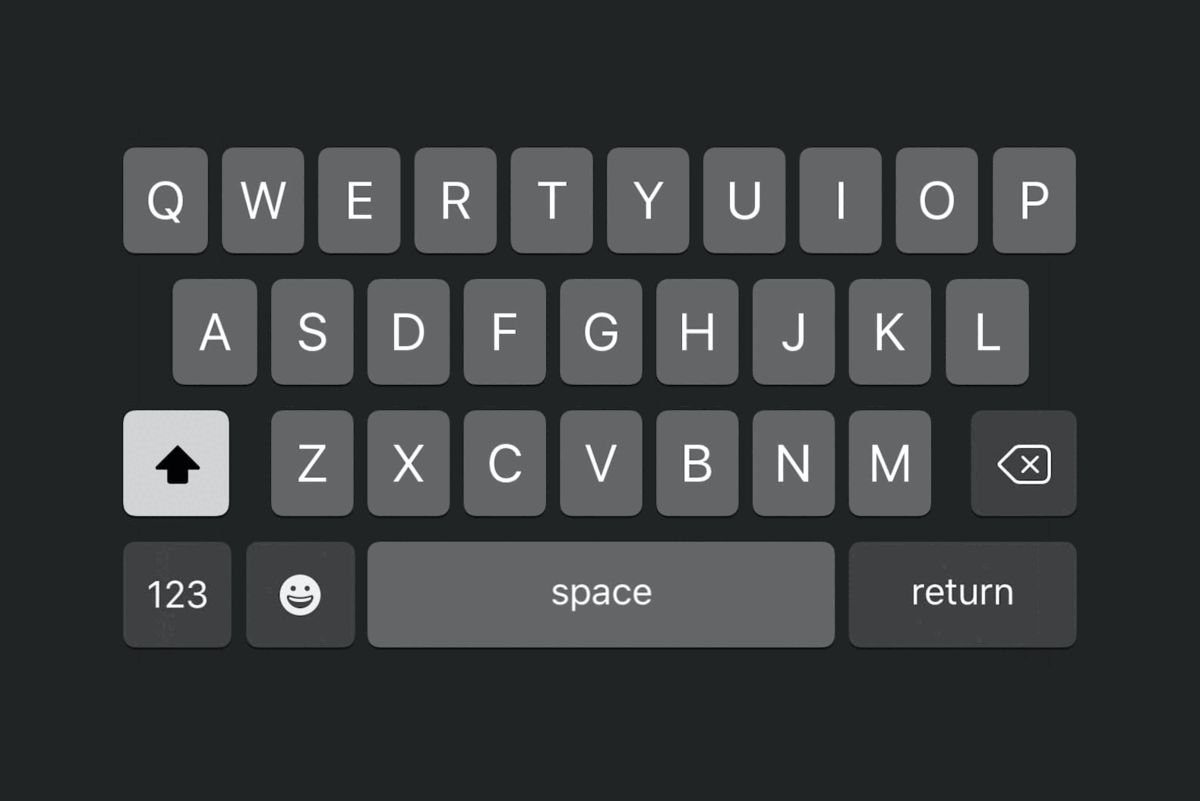 Q W E R T Y U I O P
A S D F G H J K L
Z X C V B N M
123 space return